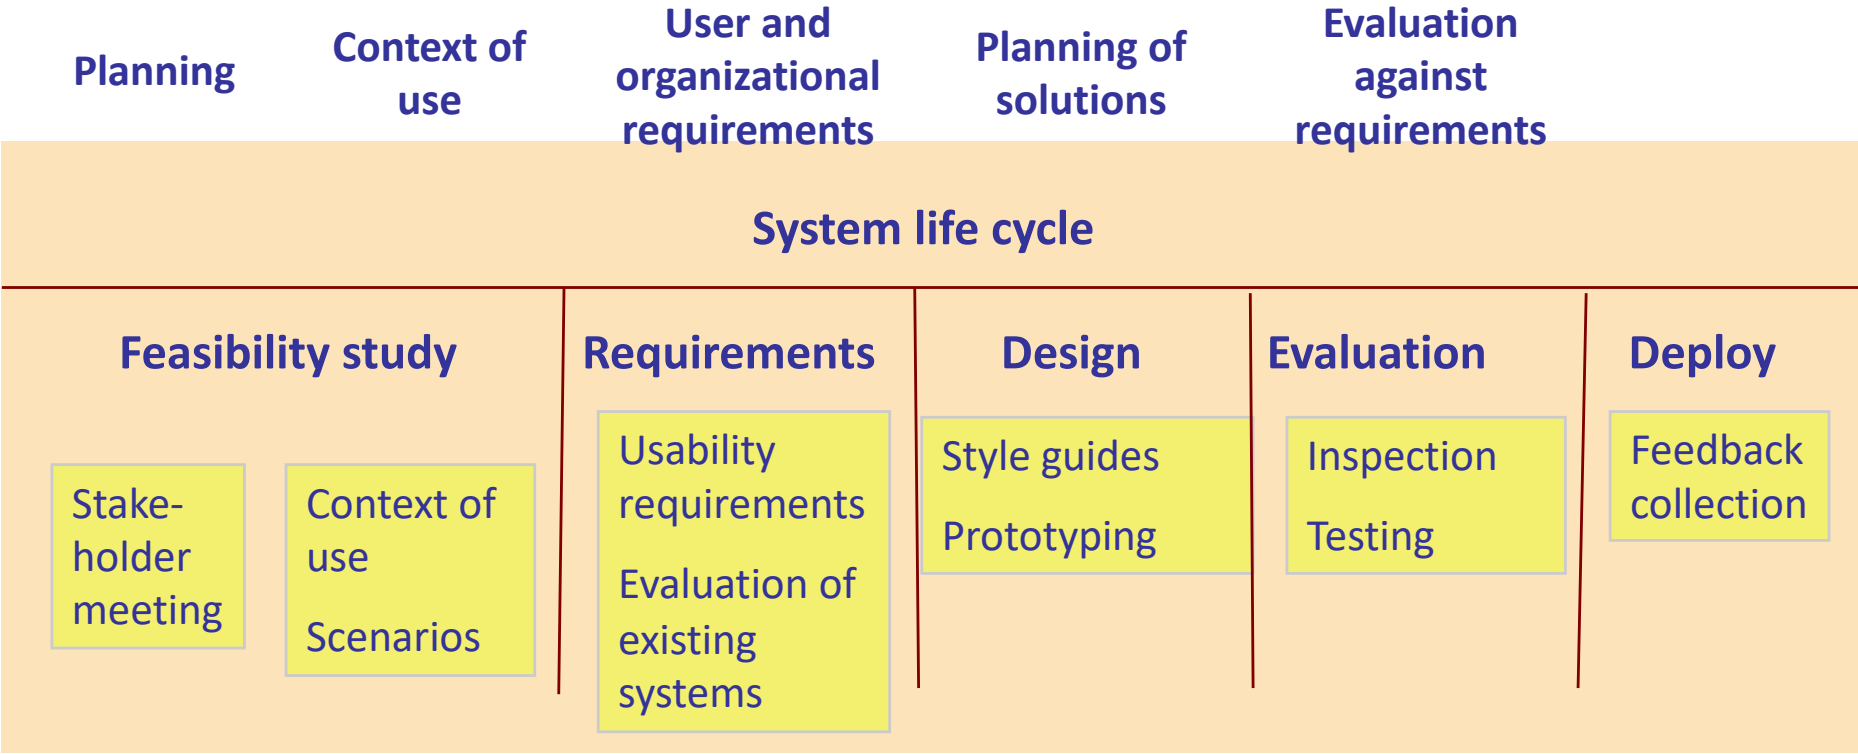 Planning
Context of
use
User and
organizational
requirements
Planning of
solutions
Evaluation
against
requirements
System life cycle
Feasibility study
Requirements
Design
Evaluation
Deploy
Stake-
holder
meeting
Context of
use
Scenarios
Usability
requirements
Evaluation of
existing
systems
Style guides
Prototyping
Inspection
Testing
Feedback
collection